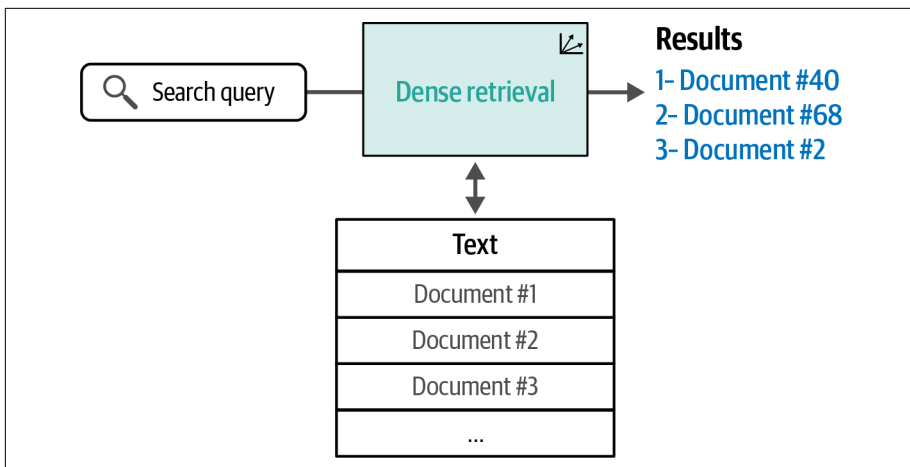 Search query
Dense retrieval
Results
1- Document #40
2- Document #68
3- Document #2
Text
Document #1
Document #2
Document #3
...